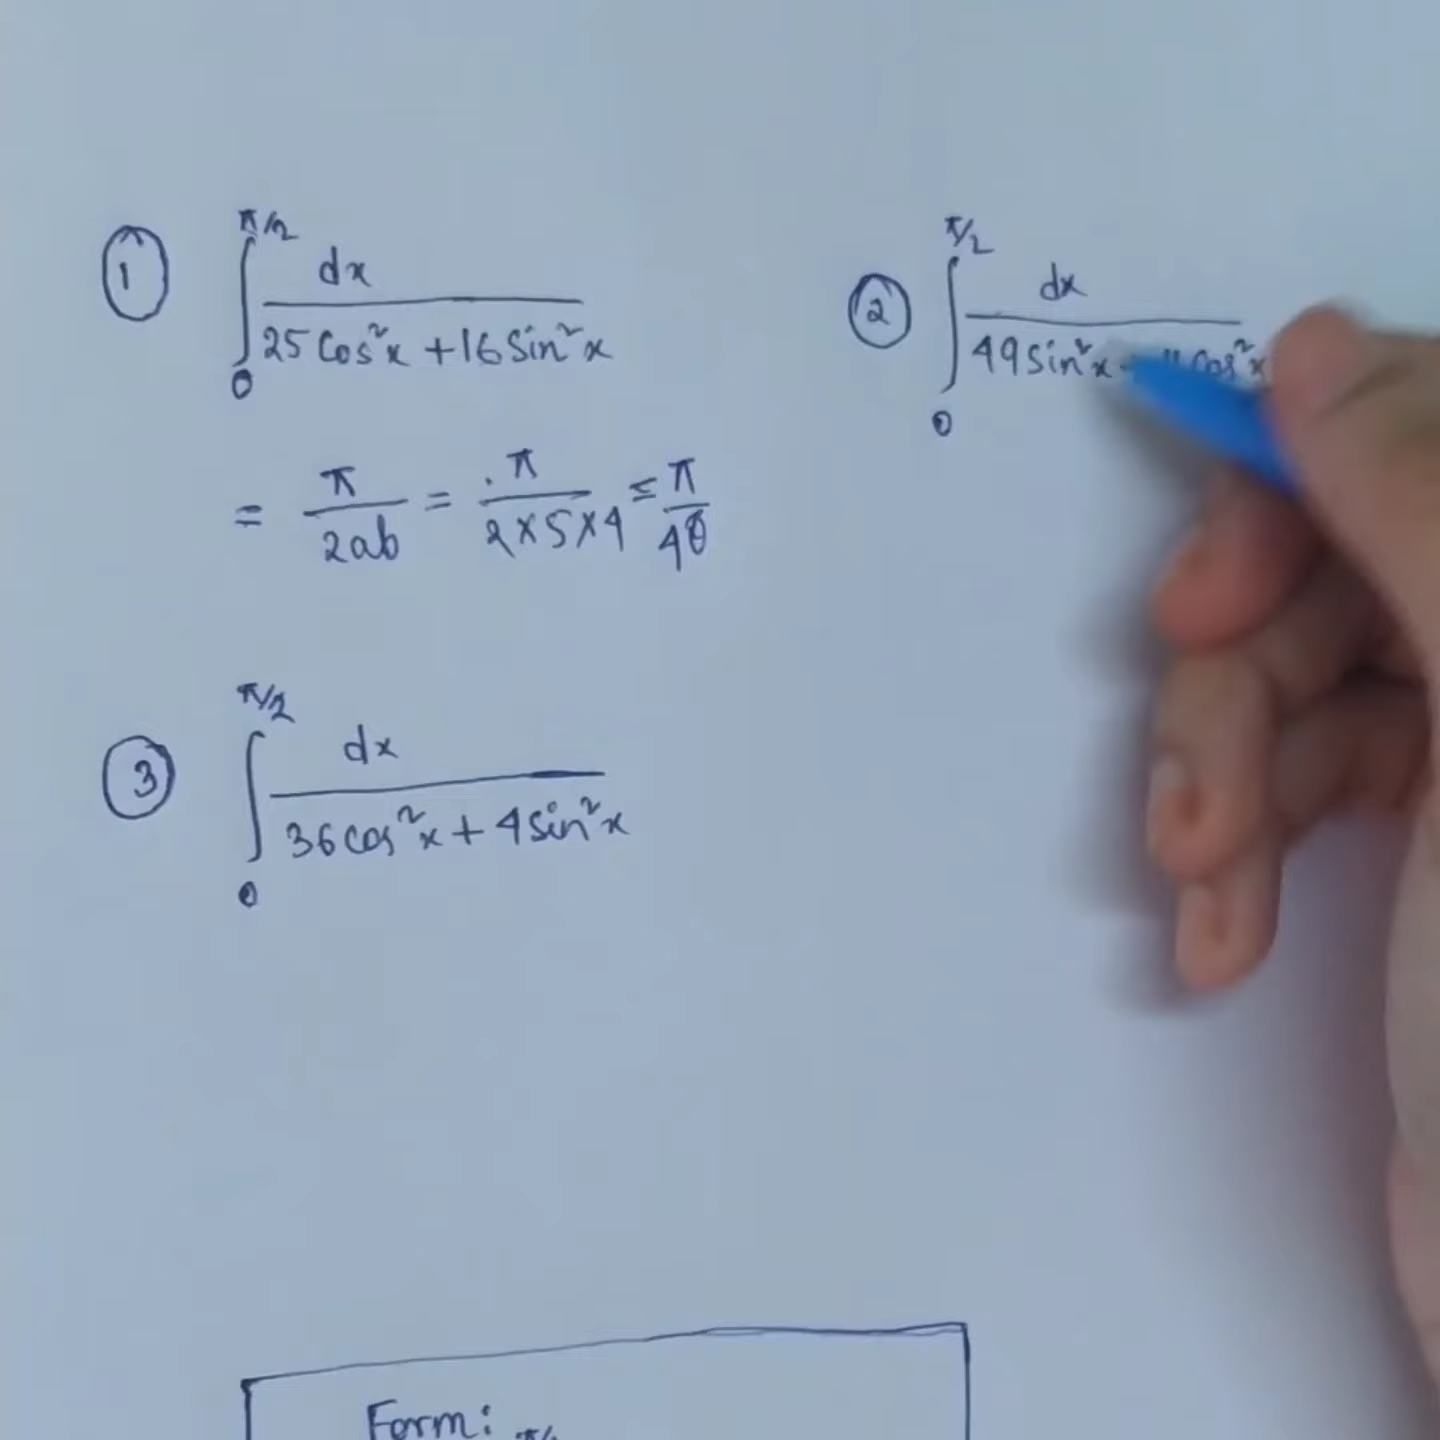 ① ∫₀^(π/2) dx / (25 Cos²x + 16 Sin²x)
= π / 2ab = π / (2×5×4) = π / 40
② ∫₀^(π/2) dx / (49 Sin²x cos²x)
③ ∫₀^(π/2) dx / (36 cos²x + 4 sin²x)
Form: